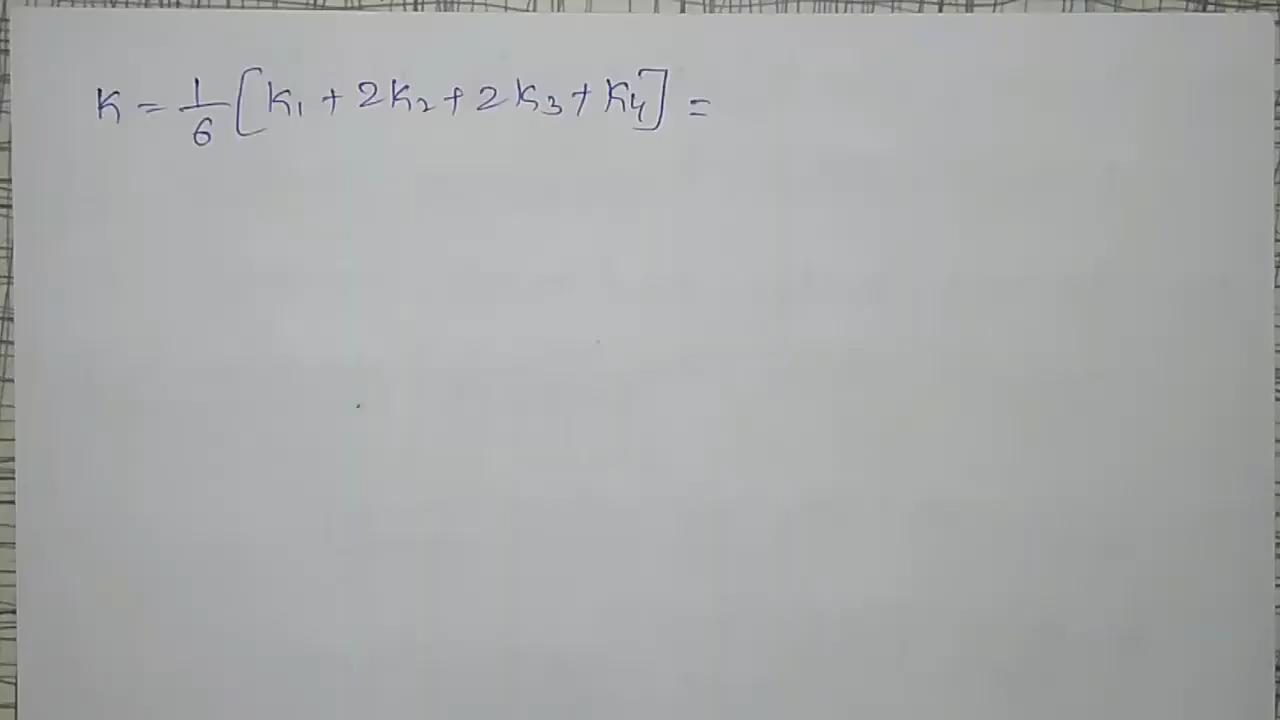 K = 1/6 [K₁ + 2K₂ + 2K₃ + K₄] =